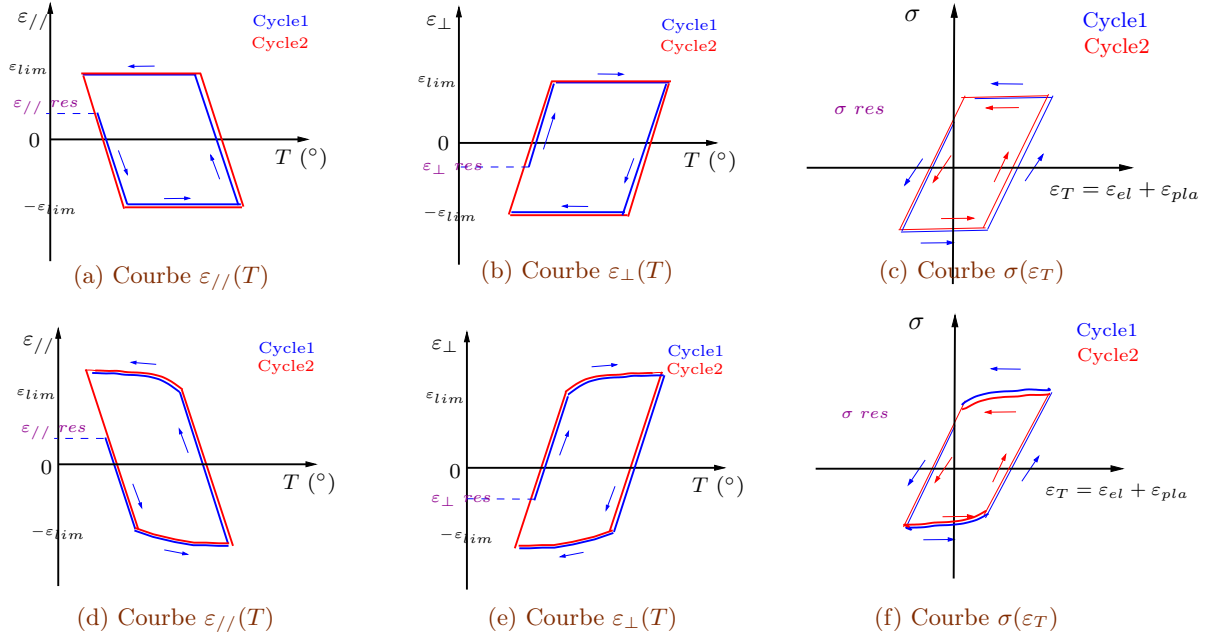 ε//
Cycle1
Cycle2
εlim
ε// res
0
T (°)
−εlim
(a) Courbe ε//(T)
ε⊥
Cycle1
Cycle2
εlim
0
ε⊥ res
T (°)
−εlim
(b) Courbe ε⊥(T)
σ
Cycle1
Cycle2
σ res
εT = εel + εpla
(c) Courbe σ(εT)
ε//
Cycle1
Cycle2
εlim
ε// res
0
T (°)
−εlim
(d) Courbe ε//(T)
ε⊥
Cycle1
Cycle2
εlim
0
ε⊥ res
T (°)
−εlim
(e) Courbe ε⊥(T)
σ
Cycle1
Cycle2
σ res
εT = εel + εpla
(f) Courbe σ(εT)